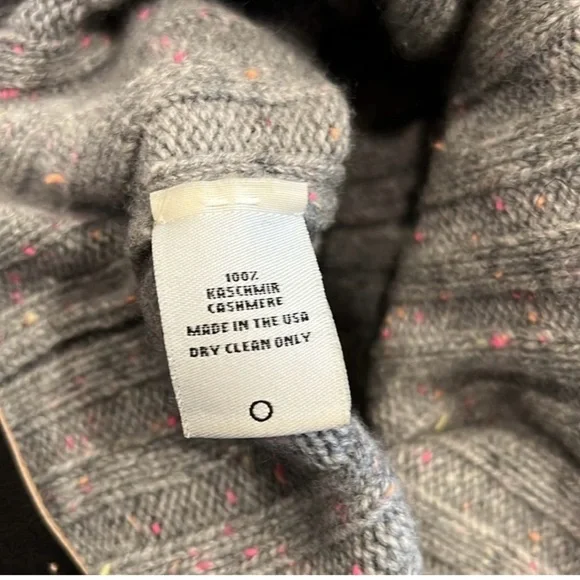 100%
KASCHMIR
CASHMERE
MADE IN THE USA
DRY CLEAN ONLY